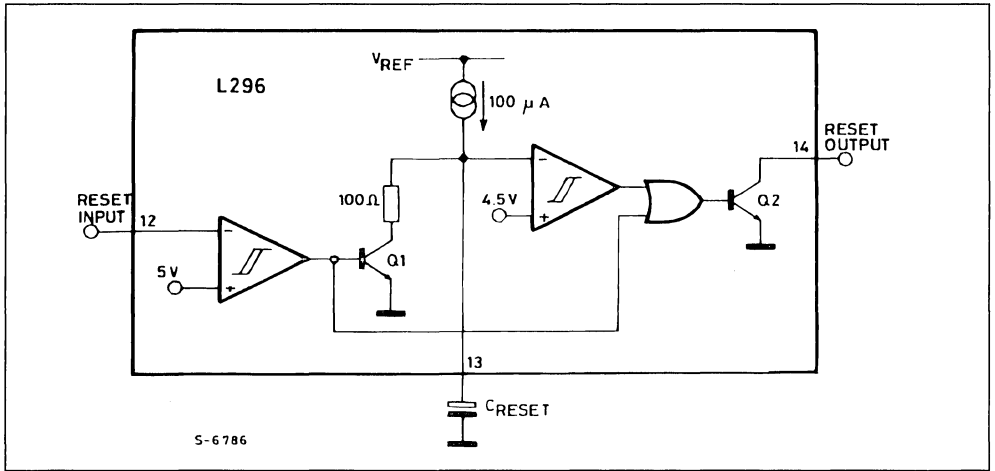 L296
VREF
100 µA
14
RESET
OUTPUT
RESET
INPUT
12
100Ω
4.5V
Q2
Q1
5V
-
+
-
+
13
CRESET
S-6786